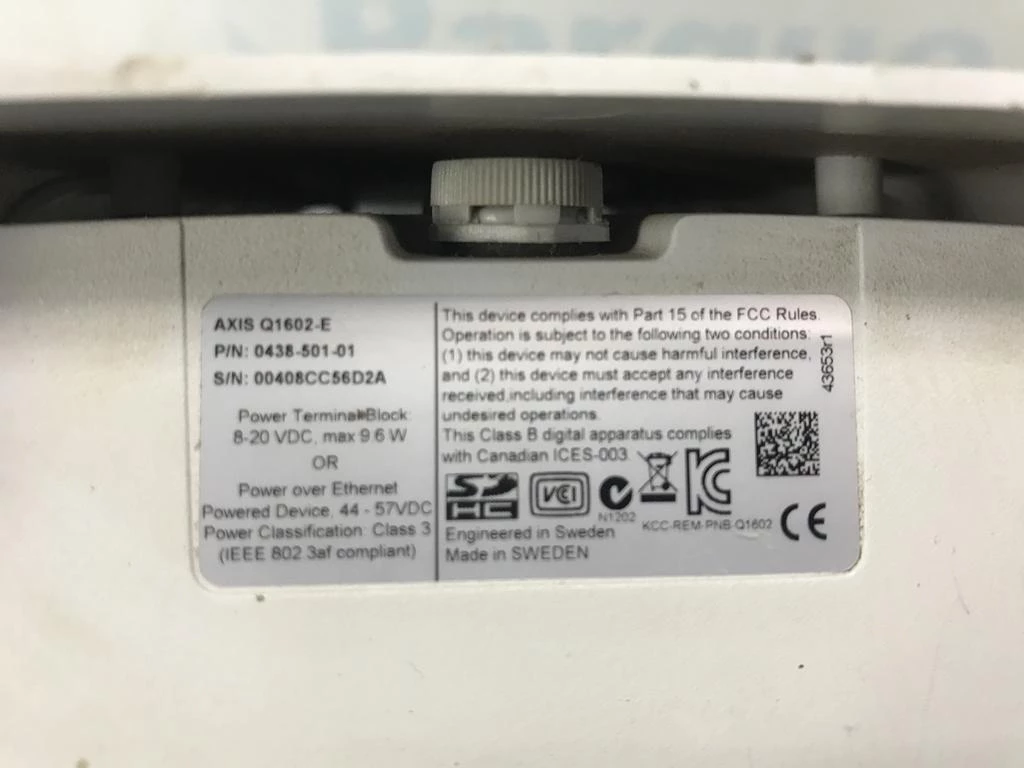 AXIS Q1602-E
P/N: 0438-501-01
S/N: 00408CC56D2A
Power Terminal Block
8-20 VDC, max 9.6 W
OR
Power over Ethernet
Powered Device, 44 - 57VDC
Power Classification: Class 3
(IEEE 802.3af compliant)
This device complies with Part 15 of the FCC Rules.
Operation is subject to the following two conditions:
(1) this device may not cause harmful interference,
and (2) this device must accept any interference
received, including interference that may cause
undesired operations.
This Class B digital apparatus complies
with Canadian ICES-003.
43653r1
SD HC
VCI
N1202
KCC-REM-PNB-Q1602
CE
Engineered in Sweden
Made in SWEDEN